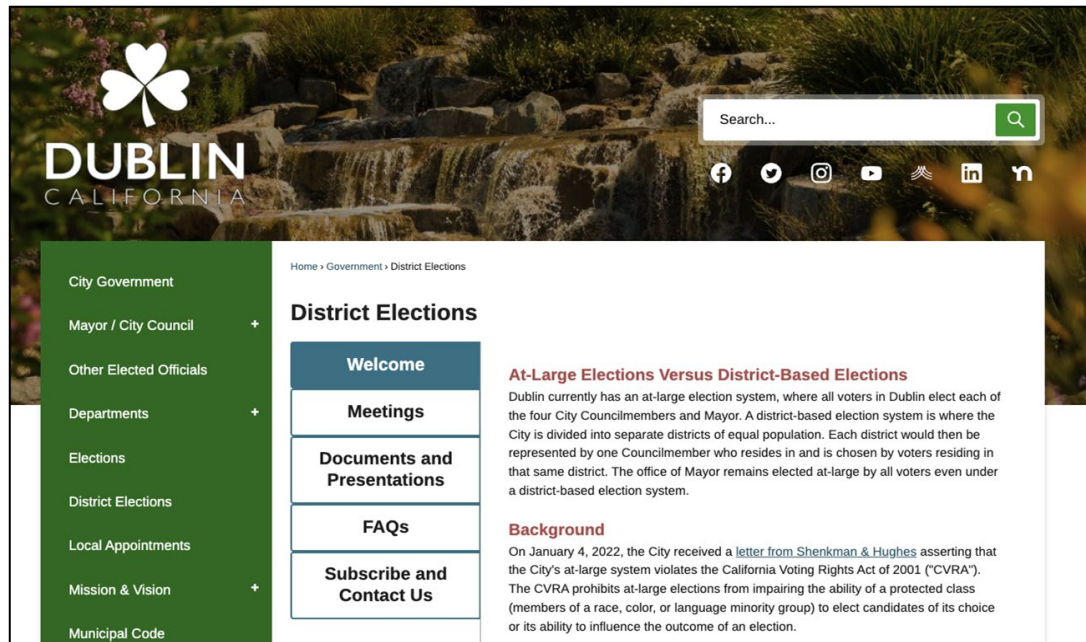 DUBLIN
CALIFORNIA
Search...
City Government
Mayor / City Council +
Other Elected Officials
Departments +
Elections
District Elections
Local Appointments
Mission & Vision +
Municipal Code
Home › Government › District Elections
District Elections
Welcome
Meetings
Documents and
Presentations
FAQs
Subscribe and
Contact Us
At-Large Elections Versus District-Based Elections
Dublin currently has an at-large election system, where all voters in Dublin elect each of
the four City Councilmembers and Mayor. A district-based election system is where the
City is divided into separate districts of equal population. Each district would then be
represented by one Councilmember who resides in and is chosen by voters residing in
that same district. The office of Mayor remains elected at-large by all voters even under
a district-based election system.
Background
On January 4, 2022, the City received a letter from Shenkman & Hughes asserting that
the City's at-large system violates the California Voting Rights Act of 2001 ("CVRA").
The CVRA prohibits at-large elections from impairing the ability of a protected class
(members of a race, color, or language minority group) to elect candidates of its choice
or its ability to influence the outcome of an election.